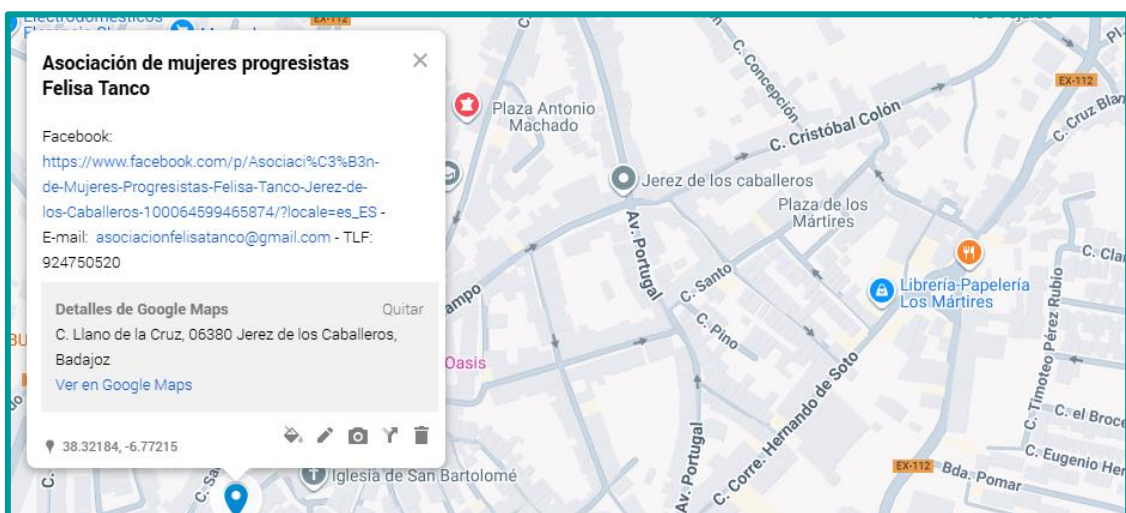 Electrodomésticos
EX-112
Asociación de mujeres progresistas
Felisa Tanco
Facebook:
https://www.facebook.com/p/Asociaci%C3%B3n-
de-Mujeres-Progresistas-Felisa-Tanco-Jerez-de-
los-Caballeros-100064599465874/?locale=es_ES -
E-mail: asociacionfelisatanco@gmail.com - TLF:
924750520
Detalles de Google Maps
Quitar
C. Llano de la Cruz, 06380 Jerez de los Caballeros,
Badajoz
Ver en Google Maps
38.32184, -6.77215
Plaza Antonio
Machado
C. Concepción
C. Cristóbal Colón
EX-112
C. Cruz Blan
Jerez de los caballeros
Plaza de los
Mártires
Av. Portugal
C. Santo
C. Pino
ampo
Oasis
Librería-Papelería
Los Mártires
C. Clar
C. Timoteo Pérez Rubio
C. el Broce
C. Eugenio Her
C. Corre. Hernando de Soto
Av. Portugal
EX-112
Bda. Pomar
Iglesia de San Bartolomé